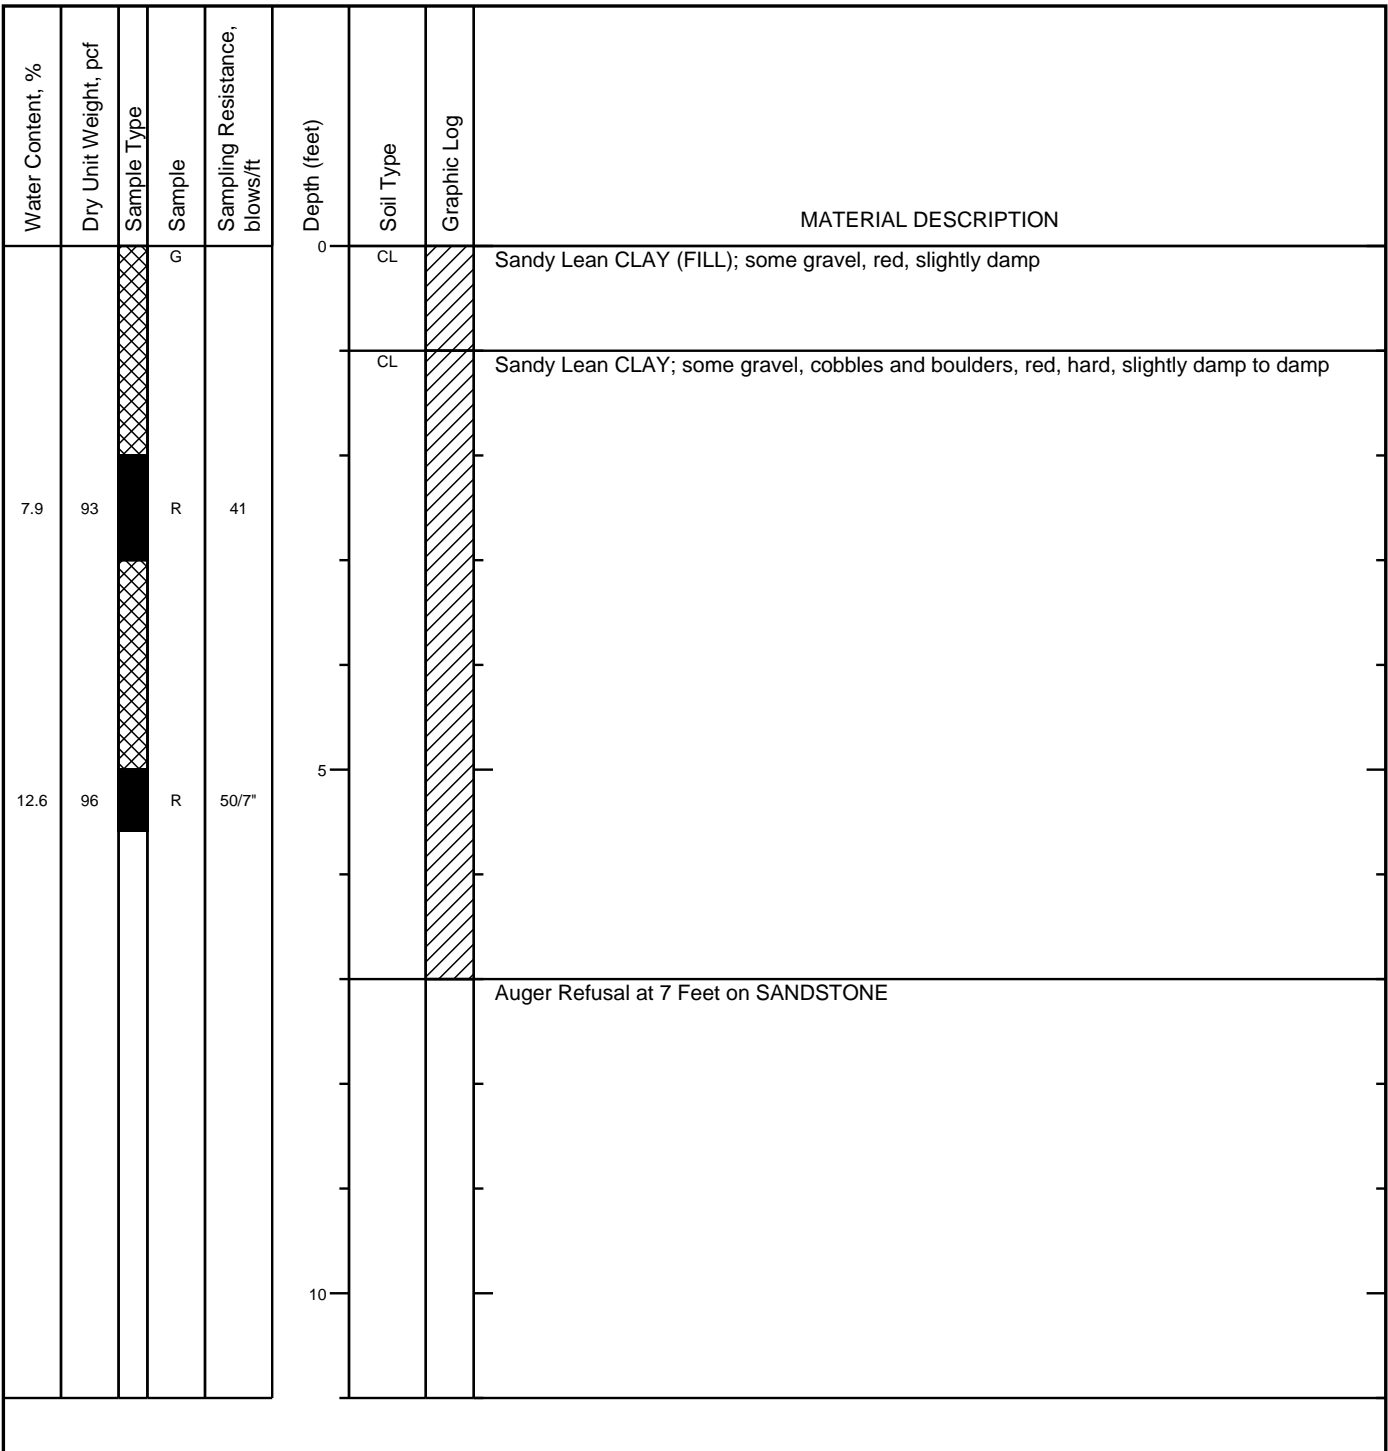 Water Content, %
Dry Unit Weight, pcf
Sample Type
Sample
Sampling Resistance,
blows/ft
Depth (feet)
Soil Type
Graphic Log
MATERIAL DESCRIPTION
0
G
CL
Sandy Lean CLAY (FILL); some gravel, red, slightly damp
CL
Sandy Lean CLAY; some gravel, cobbles and boulders, red, hard, slightly damp to damp
7.9
93
R
41
5
12.6
96
R
50/7"
Auger Refusal at 7 Feet on SANDSTONE
10